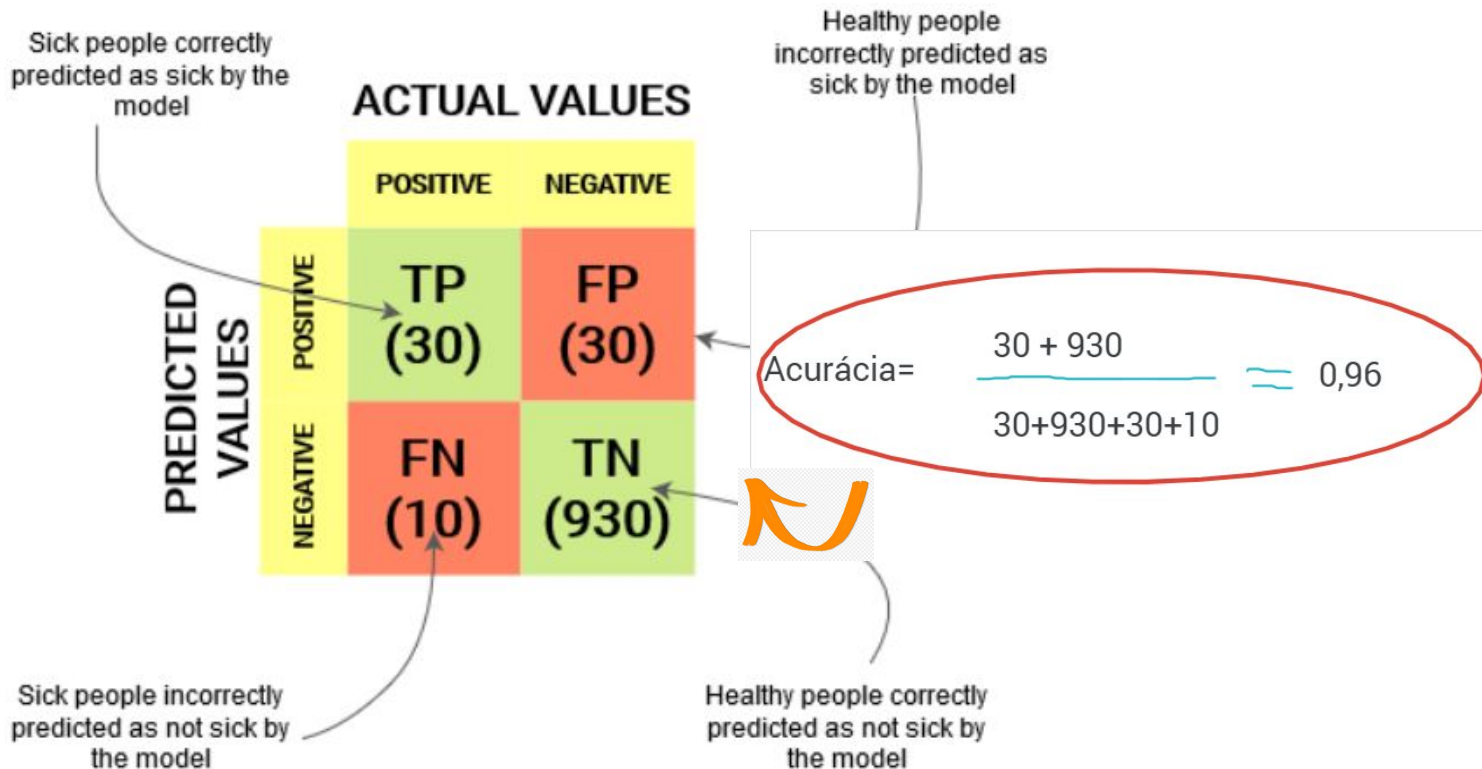 Sick people correctly
predicted as sick by the
model
Healthy people
incorrectly predicted as
sick by the model
ACTUAL VALUES
POSITIVE
NEGATIVE
PREDICTED
VALUES
POSITIVE
TP
(30)
FP
(30)
NEGATIVE
FN
(10)
TN
(930)
Acurácia=
30 + 930
30+930+30+10
= 0,96
Sick people incorrectly
predicted as not sick by
the model
Healthy people correctly
predicted as not sick by
the model